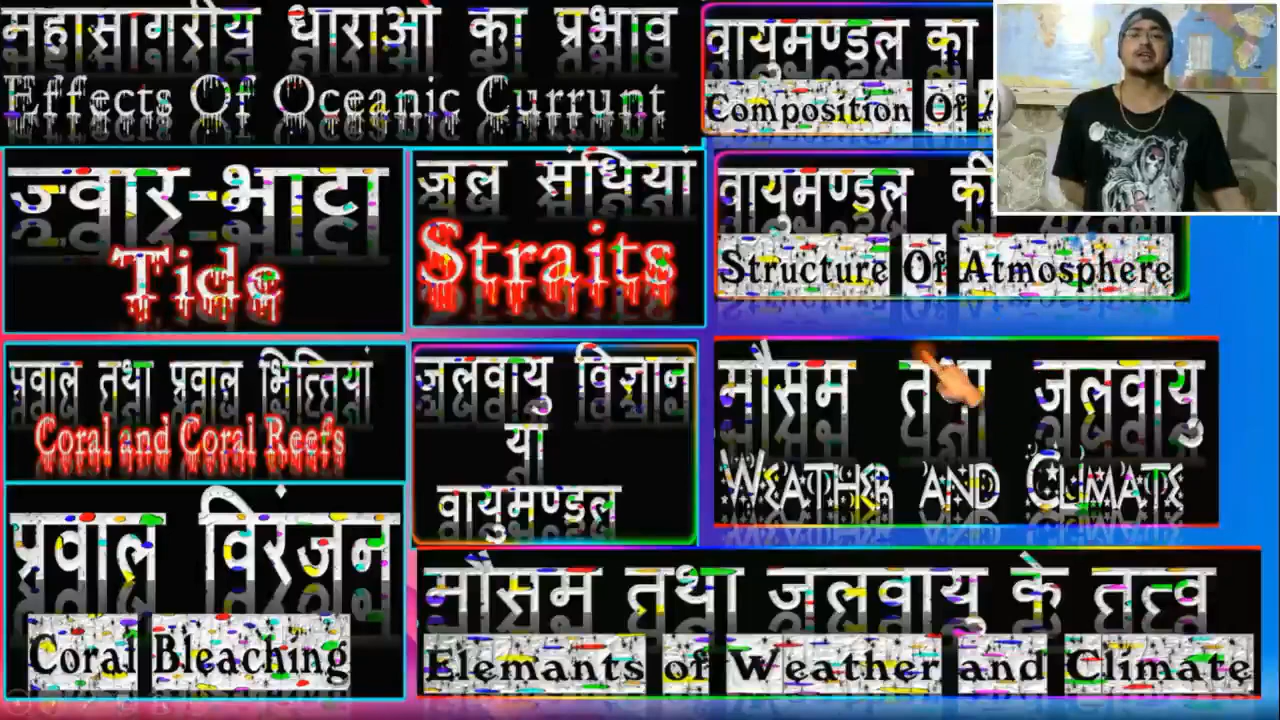 महासागरीय धाराओं का प्रभाव
Effects Of Oceanic Currunt
वायुमण्डल का
Composition Of
ज्वार-भाटा
Tide
जल संधियां
Straits
वायुमण्डल की
Structure Of Atmosphere
प्रवाल तथा प्रवाल भित्तियां
Coral and Coral Reefs
जलवायु विज्ञान
या
वायुमण्डल
मौसम तथा जलवायु
WEATHER AND CLIMATE
प्रवाल विरंजन
Coral Bleaching
मौसम तथा जलवायु के तत्व
Elemants of Weather and Climate